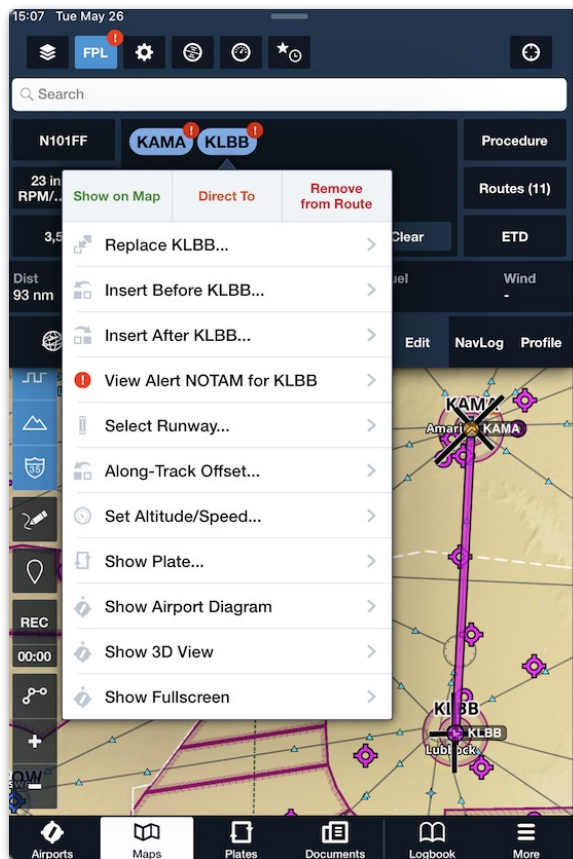 15:07 Tue May 26
FPL
Search
N101FF
KAMA KLBB
Procedure
23 in
RPM/..
Routes (11)
3,5
Clear
ETD
Dist
93 nm
uel
Wind
-
Edit NavLog Profile
Show on Map
Direct To
Remove
from Route
Replace KLBB...
Insert Before KLBB...
Insert After KLBB...
View Alert NOTAM for KLBB
Select Runway...
Along-Track Offset...
Set Altitude/Speed...
Show Plate...
Show Airport Diagram
Show 3D View
Show Fullscreen
35
REC
00:00
KAMA
Amari KAMA
KLBB
KLBB
Lubbock
OW
Airports Maps Plates Documents Logbook More